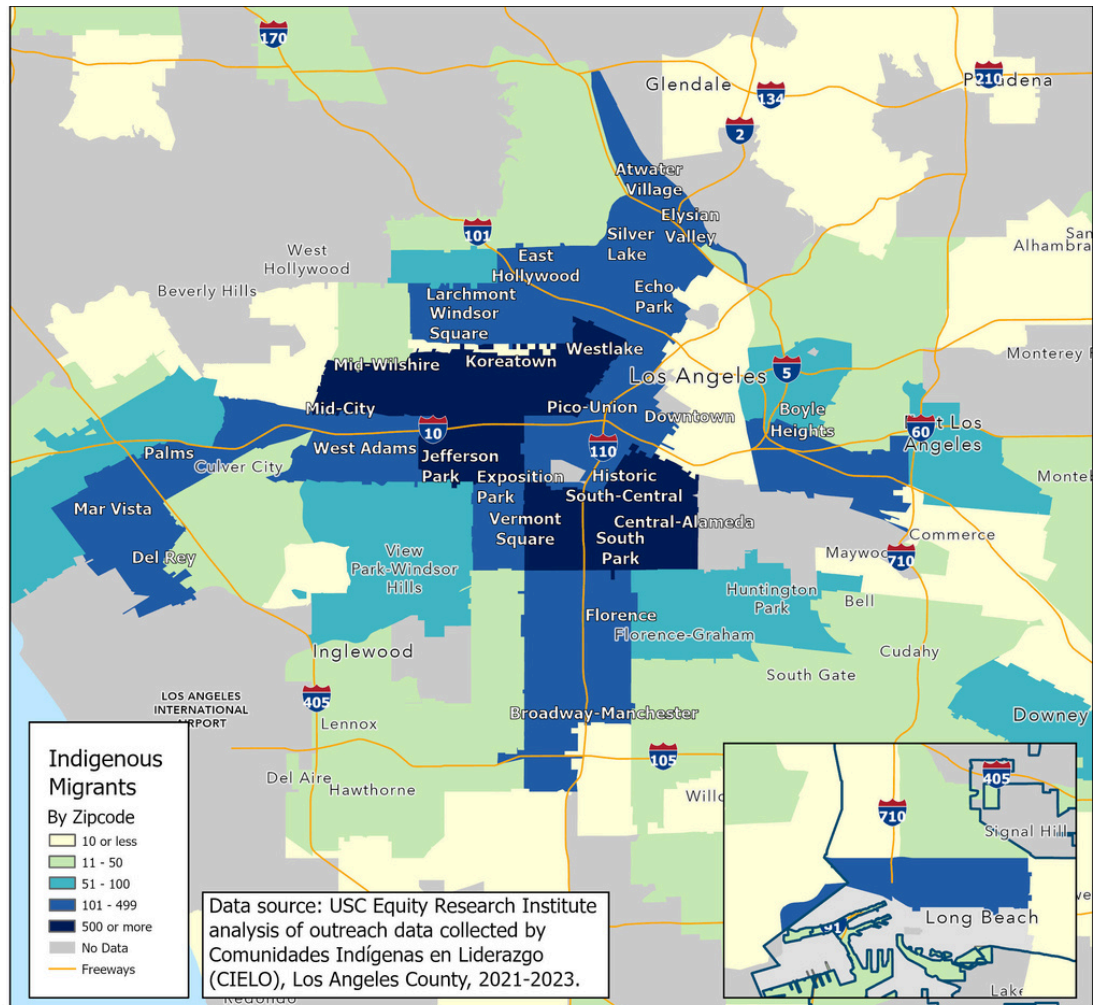 170
Glendale
134
210
Pasadena
2
Atwater
Village
Elysian
Valley
101
Silver
Lake
West
Hollywood
East
Hollywood
San
Alhambra
Beverly Hills
Larchmont
Windsor
Square
Echo
Park
Westlake
Koreatown
Mid-Wilshire
Los Angeles
5
Monterey P
Mid-City
Pico-Union
Downtown
Boyle
Heights
60
East Los
Angeles
10
110
Palms
Culver City
West Adams
Jefferson
Park
Exposition
Park
Historic
South-Central
Monteb
Mar Vista
Vermont
Square
Central-Alameda
South
Park
Commerce
Del Rey
View
Park-Windsor
Hills
Maywood
710
Huntington
Park
Bell
Florence
Florence-Graham
Inglewood
Cudahy
South Gate
LOS ANGELES
INTERNATIONAL
AIRPORT
405
Lennox
Broadway-Manchester
Downey
105
Del Aire
Hawthorne
Willo
Indigenous
Migrants
By Zipcode
10 or less
11 - 50
51 - 100
101 - 499
500 or more
No Data
Freeways
Data source: USC Equity Research Institute
analysis of outreach data collected by
Comunidades Indígenas en Liderazgo
(CIELO), Los Angeles County, 2021-2023.
Redondo
405
710
Signal Hill
Long Beach
91
we
Lake